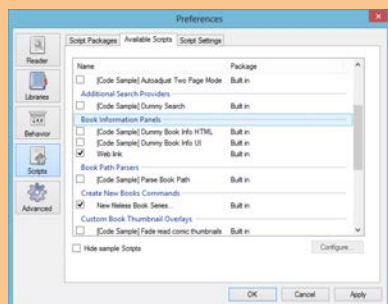 Preferences
Script Packages
Available Scripts
Script Settings
Reader
Libraries
Behavior
Scripts
Advanced
Name Package
[Code Sample] Autoadjust Two Page Mode Built in
Additional Search Providers
[Code Sample] Dummy Search Built in
Book Information Panels
[Code Sample] Dummy Book Info HTML Built in
[Code Sample] Dummy Book Info UI Built in
Web link Built in
Book Path Parsers
[Code Sample] Parse Book Path Built in
Create New Books Commands
New fileless Book Series... Built in
Custom Book Thumbnail Overlays
[Code Sample] Fade read comic thumbnails Built in
Hide sample Scripts
Configure...
OK
Cancel
Apply